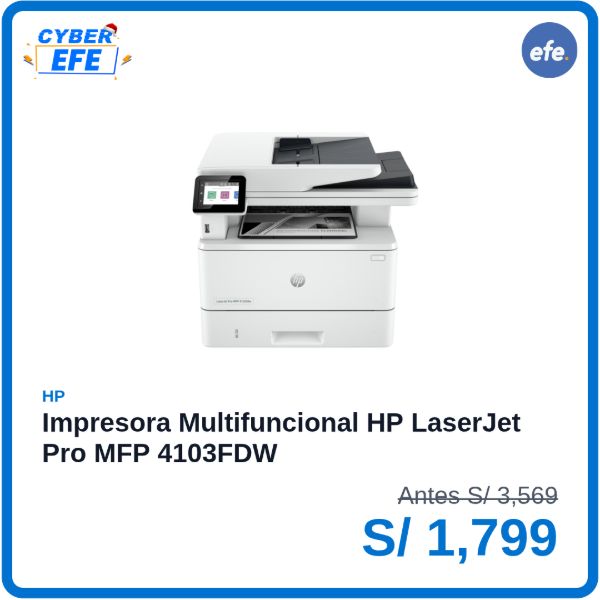 CYBER
EFE
efe.
HP
Impresora Multifuncional HP LaserJet
Pro MFP 4103FDW
Antes S/ 3,569
S/ 1,799